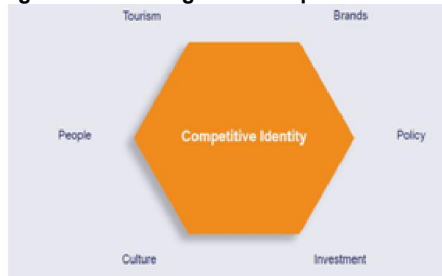 Tourism
Brands
People
Competitive Identity
Policy
Culture
Investment